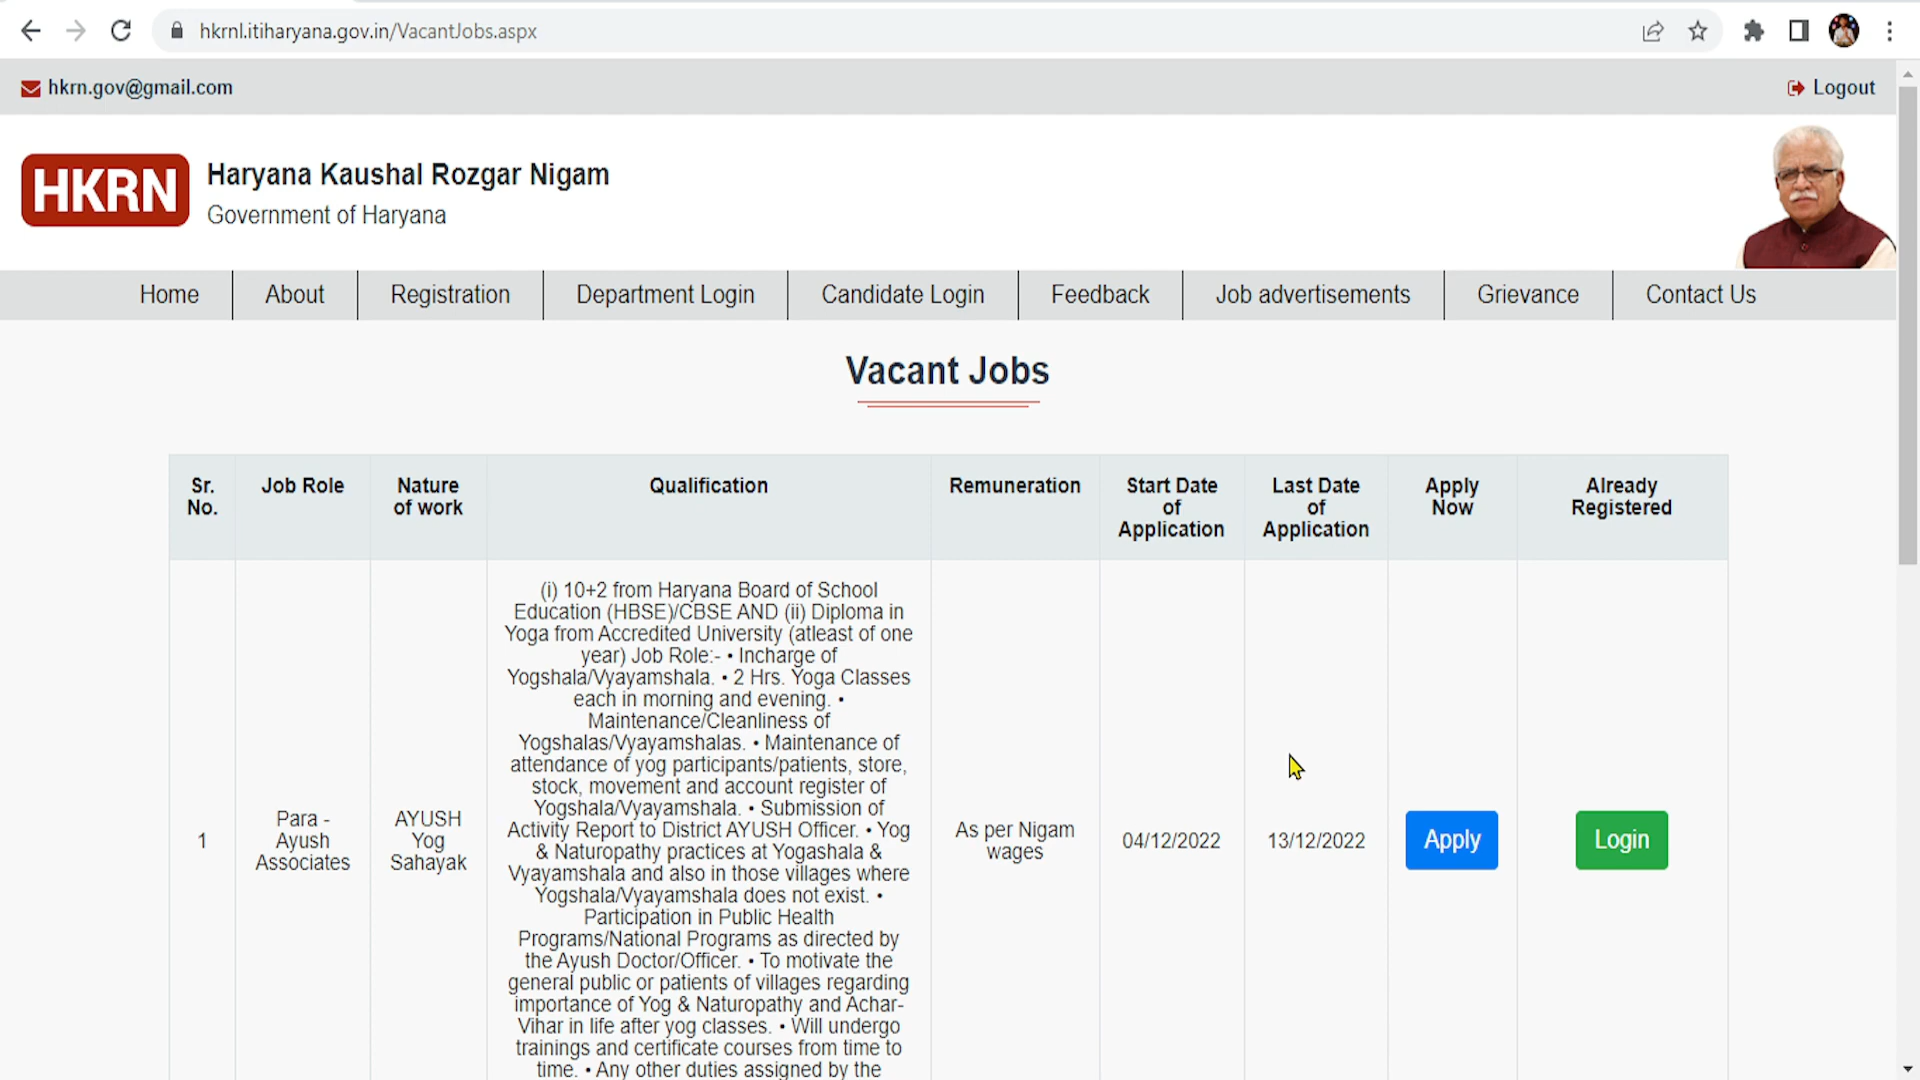 hkrnl.itiharyana.gov.in/VacantJobs.aspx
hkrn.gov@gmail.com
Logout
HKRN
Haryana Kaushal Rozgar Nigam
Government of Haryana
Home
About
Registration
Department Login
Candidate Login
Feedback
Job advertisements
Grievance
Contact Us
Vacant Jobs
Sr.
No.
Job Role
Nature
of work
Qualification
Remuneration
Start Date
of
Application
Last Date
of
Application
Apply
Now
Already
Registered
1
Para -
Ayush
Associates
AYUSH
Yog
Sahayak
(i) 10+2 from Haryana Board of School
Education (HBSE)/CBSE AND (ii) Diploma in
Yoga from Accredited University (atleast of one
year) Job Role:- • Incharge of
Yogshala/Vyayamshala. • 2 Hrs. Yoga Classes
each in morning and evening. •
Maintenance/Cleanliness of
Yogshalas/Vyayamshalas. • Maintenance of
attendance of yog participants/patients, store,
stock, movement and account register of
Yogshala/Vyayamshala. • Submission of
Activity Report to District AYUSH Officer. • Yog
& Naturopathy practices at Yogashala &
Vyayamshala and also in those villages where
Yogshala/Vyayamshala does not exist. •
Participation in Public Health
Programs/National Programs as directed by
the Ayush Doctor/Officer. • To motivate the
general public or patients of villages regarding
importance of Yog & Naturopathy and Achar-
Vihar in life after yog classes. • Will undergo
trainings and certificate courses from time to
time. • Any other duties assigned by the
As per Nigam
wages
04/12/2022
13/12/2022
Apply
Login